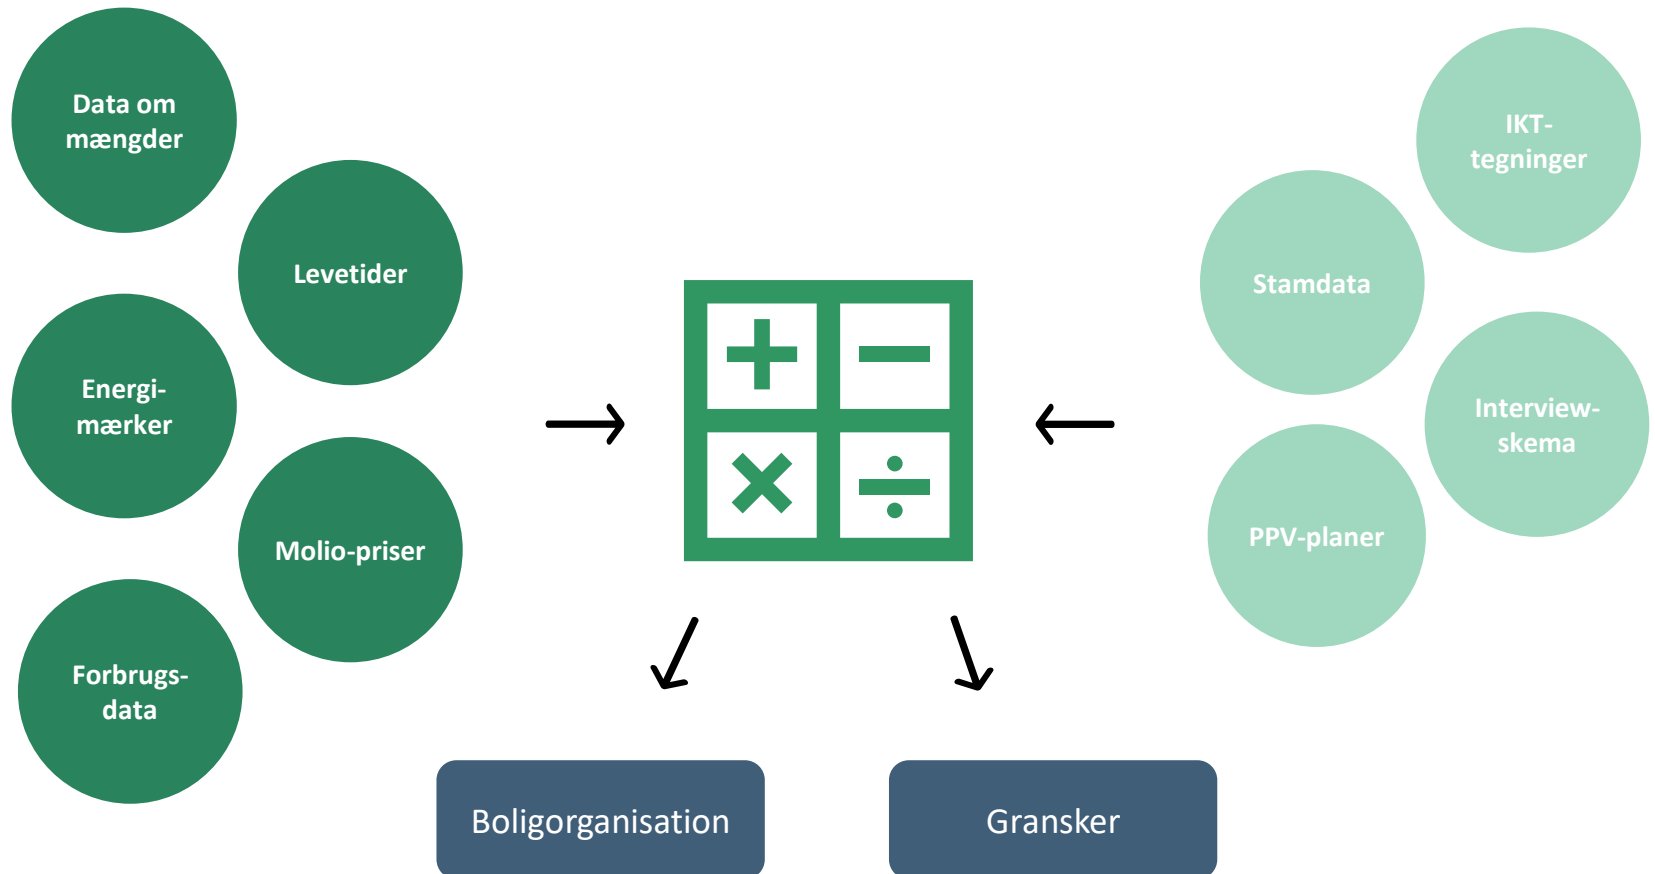 Data om
mængder
Levetider
Energi-
mærker
Molio-priser
Forbrugs-
data
IKT-
tegninger
Stamdata
Interview-
skema
PPV-planer
Boligorganisation
Gransker